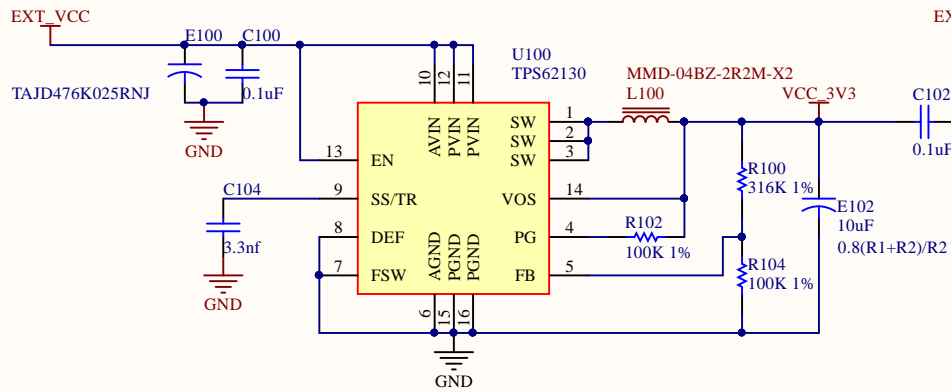 EXT_VCC
EX
E100
C100
U100
TPS62130
MMD-04BZ-2R2M-X2
L100
VCC_3V3
C102
TAJD476K025RNJ
0.1uF
10
12
11
AVIN
PVIN
PVIN
GND
SW
1
SW
2
SW
3
0.1uF
13
EN
R100
316K 1%
C104
9
SS/TR
VOS
14
E102
10uF
0.8(R1+R2)/R2
R102
3.3nf
8
DEF
PG
4
100K 1%
7
FSW
AGND
PGND
PGND
FB
5
R104
100K 1%
GND
6
15
16
GND